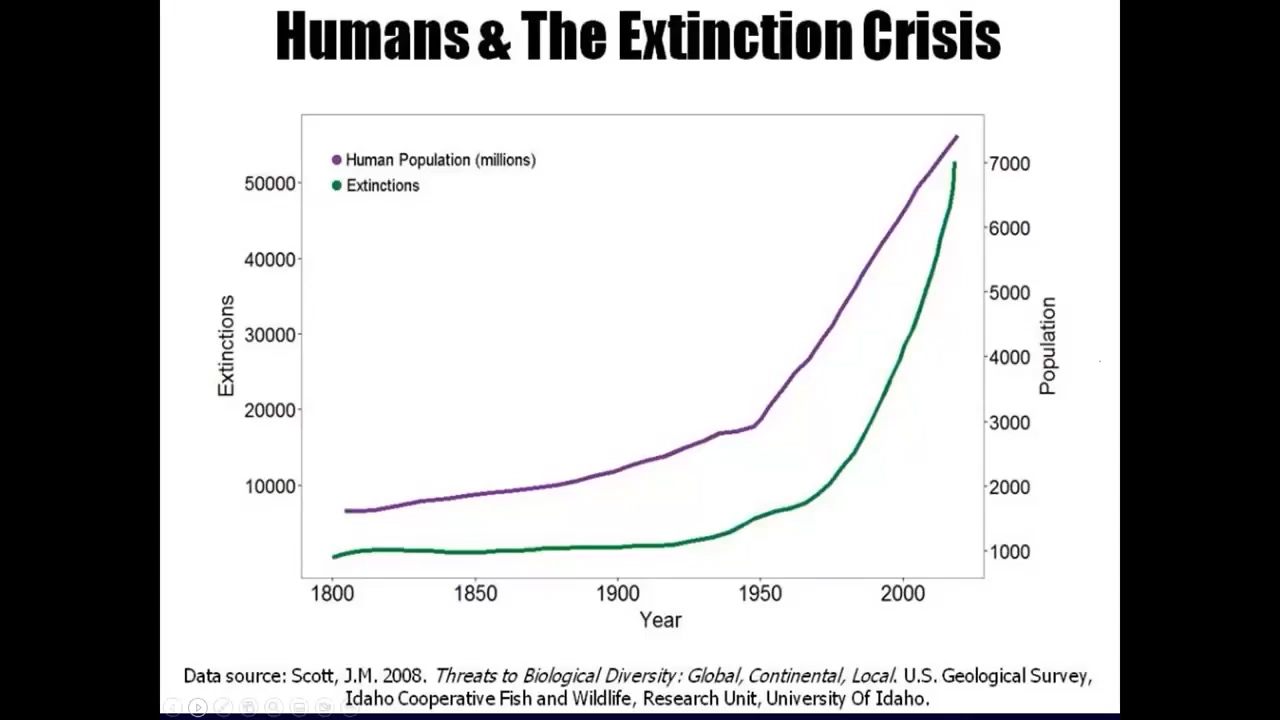 Humans & The Extinction Crisis
Human Population (millions)
Extinctions
50000
40000
30000
20000
10000
Extinctions
7000
6000
5000
4000
3000
2000
1000
Population
1800 1850 1900 1950 2000
Year
Data source: Scott, J.M. 2008. Threats to Biological Diversity: Global, Continental, Local. U.S. Geological Survey,
Idaho Cooperative Fish and Wildlife, Research Unit, University Of Idaho.